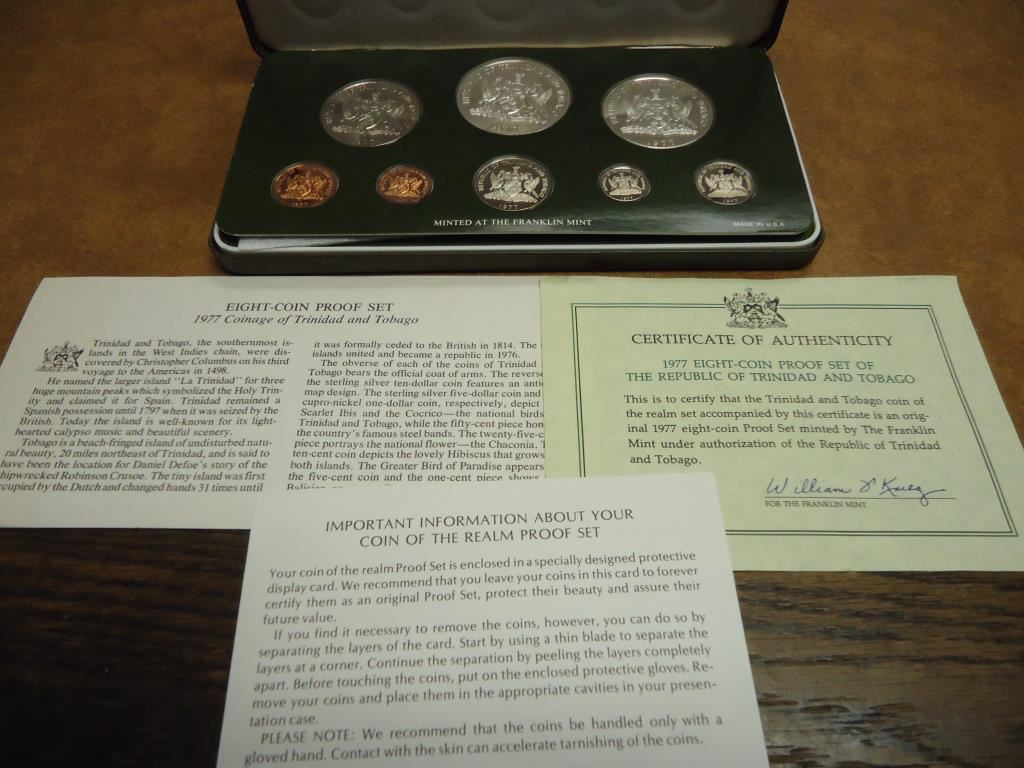 REPUBLIC OF TRINIDAD AND TOBAGO
1977
1977
1977
MINTED AT THE FRANKLIN MINT
MADE IN U.S.A.
EIGHT-COIN PROOF SET
1977 Coinage of Trinidad and Tobago
Trinidad and Tobago, the southernmost is-
lands in the West Indies chain, were dis-
covered by Christopher Columbus on his third
voyage to the Americas in 1498.
He named the larger island "La Trinidad" for three
huge mountain peaks which symbolized the Holy Trin-
ity and claimed it for Spain. Trinidad remained a
Spanish possession until 1797 when it was seized by the
British. Today the island is well-known for its light-
hearted calypso music and beautiful scenery.
Tobago is a beach-fringed island of undisturbed natu-
ral beauty, 20 miles northeast of Trinidad, and is said to
have been the location for Daniel Defoe's story of the
shipwrecked Robinson Crusoe. The tiny island was first
cupied by the Dutch and changed hands 31 times until
it was formally ceded to the British in 1814. The
islands united and became a republic in 1976.
The obverse of each of the coins of Trinidad
Tobago bears the official coat of arms. The reverse
the sterling silver ten-dollar coin features an anti
map design. The sterling silver five-dollar coin and
cupro-nickel one-dollar coin, respectively, depict
Scarlet Ibis and the Cocrico—the national birds
Trinidad and Tobago, while the fifty-cent piece hon
the country's famous steel bands. The twenty-five-c
piece portrays the national flower—the Chaconia. T
ten-cent coin depicts the lovely Hibiscus that grows
both islands. The Greater Bird of Paradise appears
the five-cent coin and the one-cent piece shows
CERTIFICATE OF AUTHENTICITY
1977 EIGHT-COIN PROOF SET OF
THE REPUBLIC OF TRINIDAD AND TOBAGO
This is to certify that the Trinidad and Tobago coin of
the realm set accompanied by this certificate is an orig-
inal 1977 eight-coin Proof Set minted by The Franklin
Mint under authorization of the Republic of Trinidad
and Tobago.
FOR THE FRANKLIN MINT
IMPORTANT INFORMATION ABOUT YOUR
COIN OF THE REALM PROOF SET
Your coin of the realm Proof Set is enclosed in a specially designed protective
display card. We recommend that you leave your coins in this card to forever
certify them as an original Proof Set, protect their beauty and assure their
future value.
If you find it necessary to remove the coins, however, you can do so by
separating the layers of the card. Start by using a thin blade to separate the
layers at a corner. Continue the separation by peeling the layers completely
apart. Before touching the coins, put on the enclosed protective gloves. Re-
move your coins and place them in the appropriate cavities in your presen-
tation case.
PLEASE NOTE: We recommend that the coins be handled only with a
gloved hand. Contact with the skin can accelerate tarnishing of the coins.